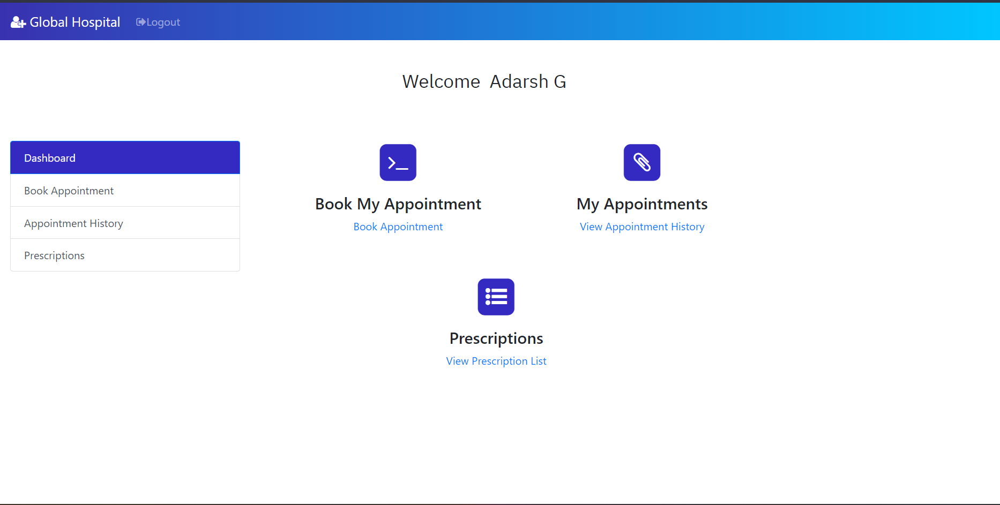 Global Hospital Logout
Welcome Adarsh G
Dashboard
Book Appointment
Appointment History
Prescriptions
Book My Appointment
Book Appointment
My Appointments
View Appointment History
Prescriptions
View Prescription List